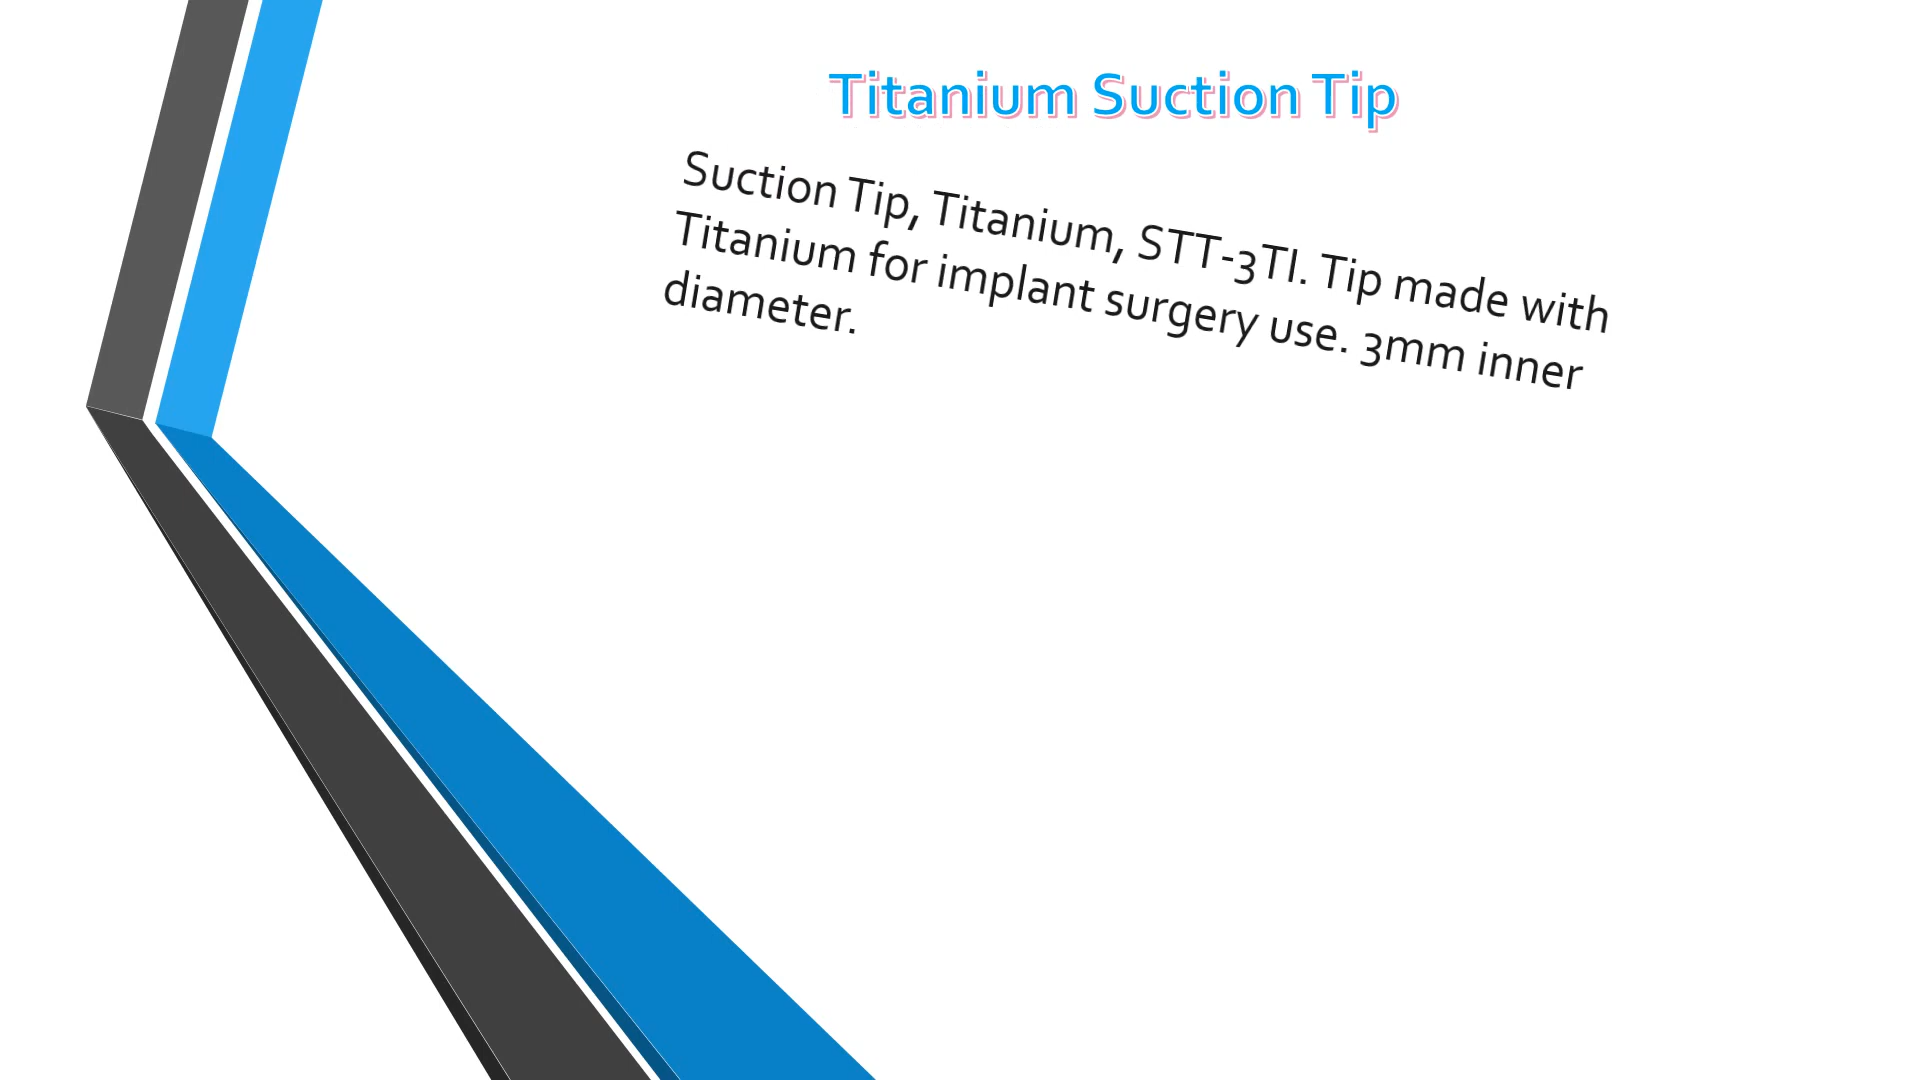 Titanium Suction Tip
Suction Tip, Titanium, STT-3TI. Tip made with
Titanium for implant surgery use. 3mm inner
diameter.